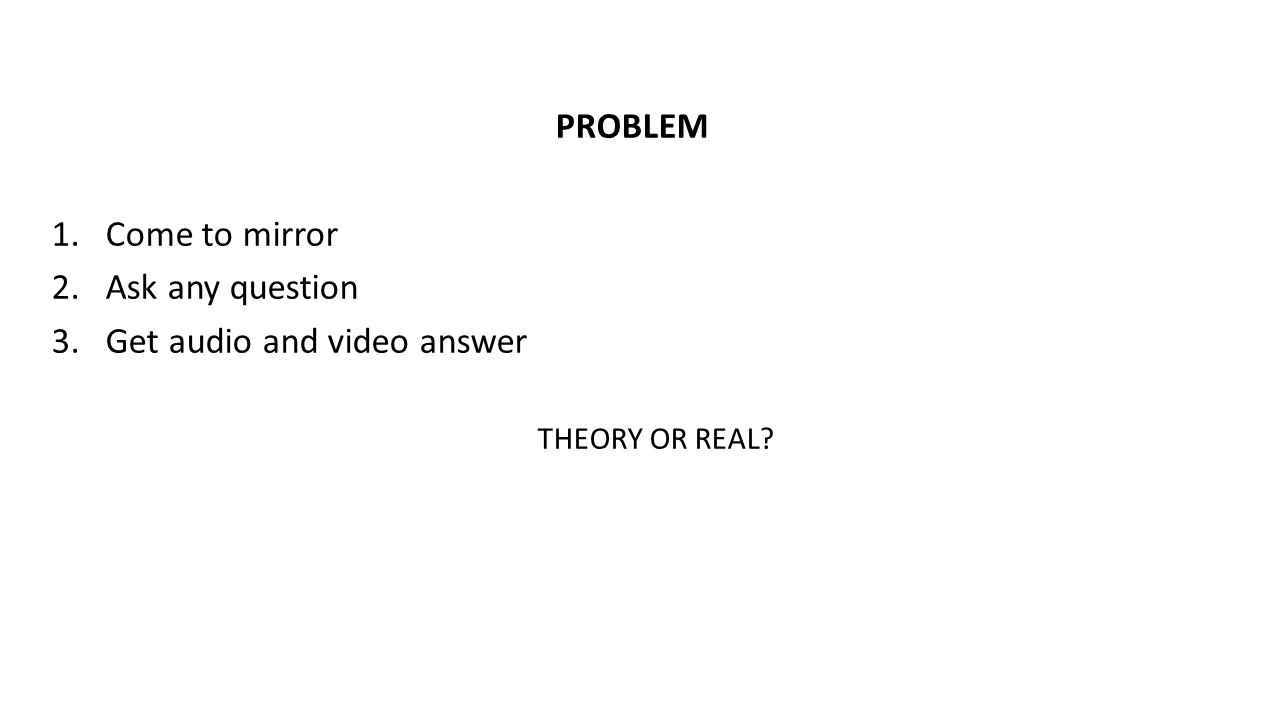 PROBLEM
1. Come to mirror
2. Ask any question
3. Get audio and video answer
THEORY OR REAL?